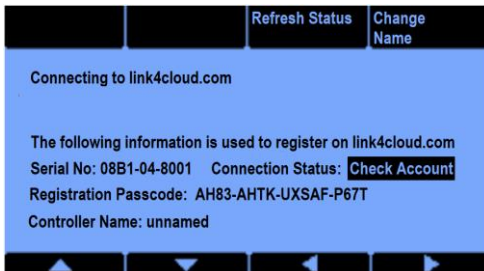 Refresh Status
Change
Name
Connecting to link4cloud.com
The following information is used to register on link4cloud.com
Serial No: 08B1-04-8001 Connection Status: Check Account
Registration Passcode: AH83-AHTK-UXSAF-P67T
Controller Name: unnamed